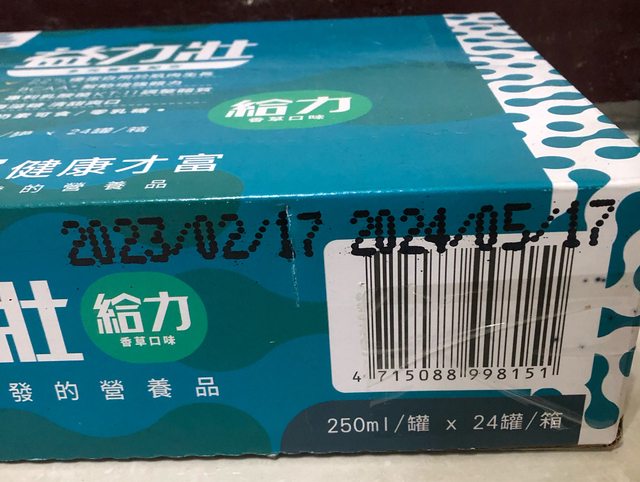 益力壯
給力
香草口味
健康才富
的營養品
2023/02/17 2024/05/17
壯
給力
香草口味
發的營養品
4 715088 998151
250ml/罐 x 24罐/箱